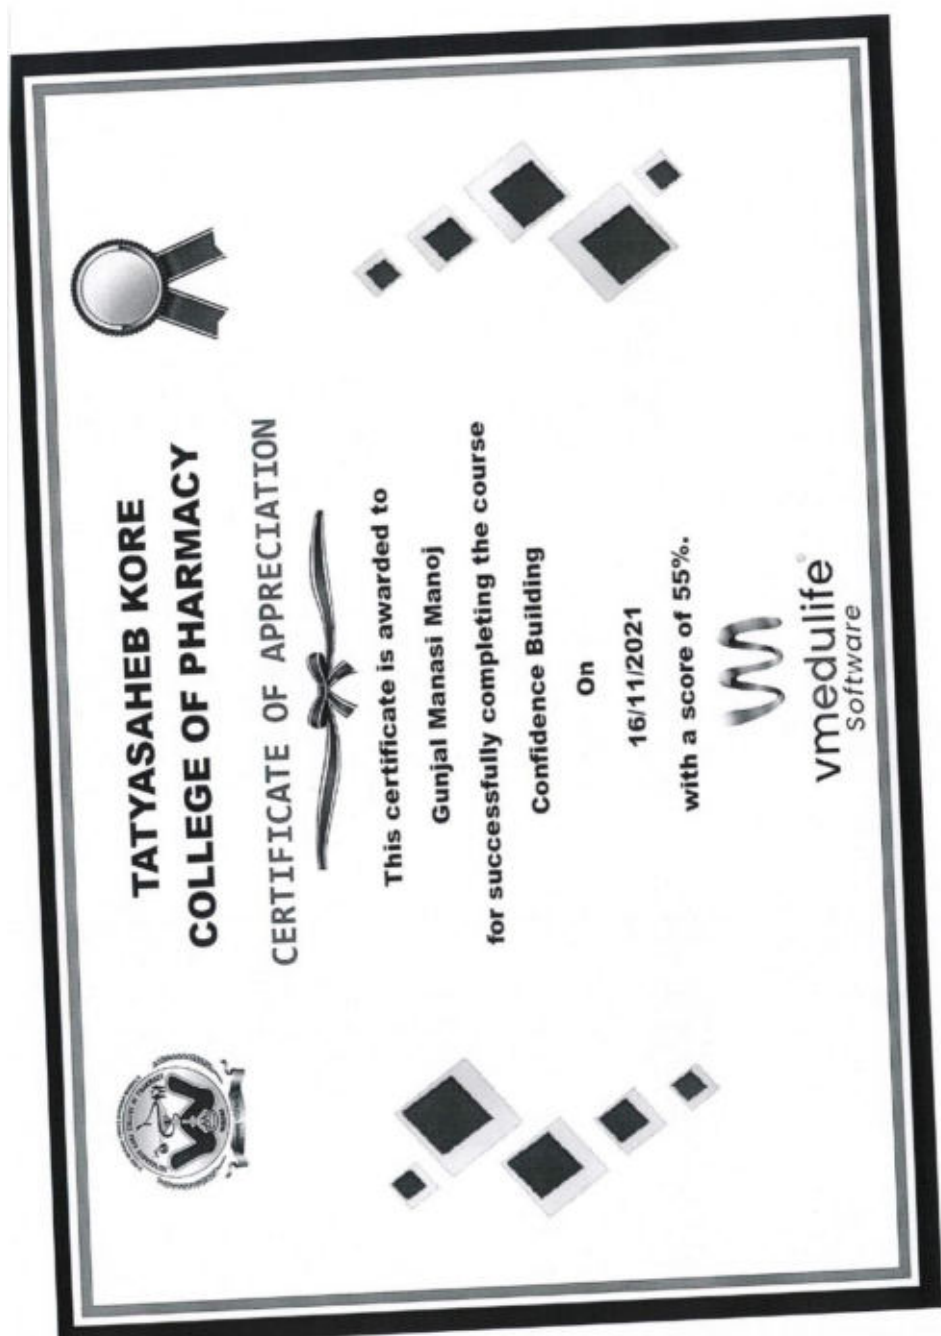 TATYASAHEB KORE
COLLEGE OF PHARMACY
CERTIFICATE OF APPRECIATION
This certificate is awarded to
Gunjal Manasi Manoj
for successfully completing the course
Confidence Building
On
16/11/2021
with a score of 55%.
vmedulife®
Software